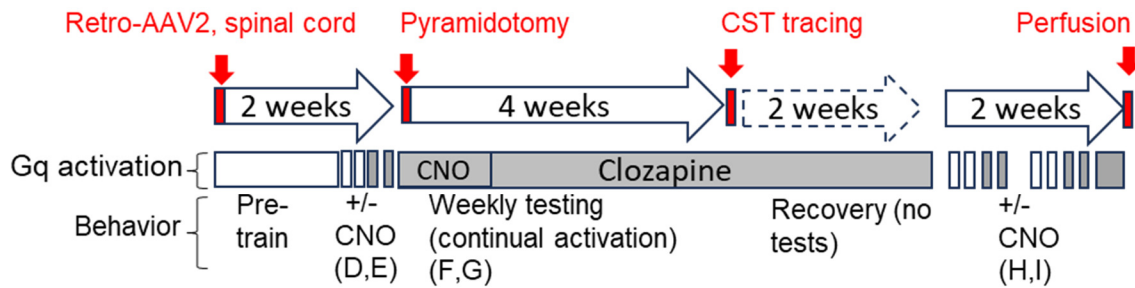 Retro-AAV2, spinal cord
Pyramidotomy
CST tracing
Perfusion
2 weeks
4 weeks
2 weeks
2 weeks
Gq activation
CNO
Clozapine
Behavior
Pre-
train
+/-
CNO
(D,E)
Weekly testing
(continual activation)
(F,G)
Recovery (no
tests)
+/-
CNO
(H,I)